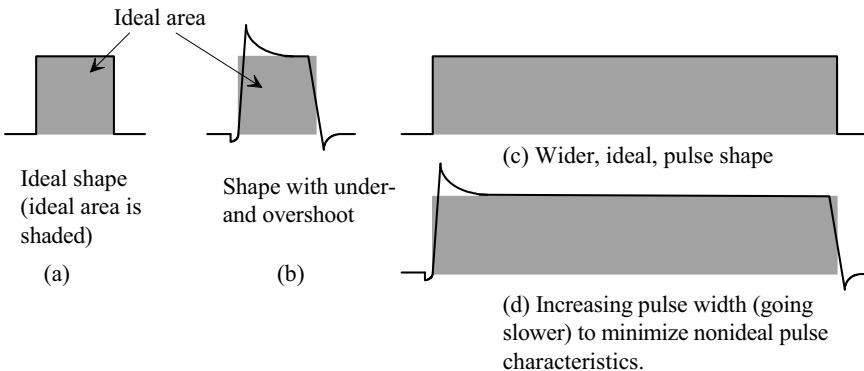 Ideal area
Ideal shape
(ideal area is
shaded)
(a)
Shape with under-
and overshoot
(b)
(c) Wider, ideal, pulse shape
(d) Increasing pulse width (going
slower) to minimize nonideal pulse
characteristics.